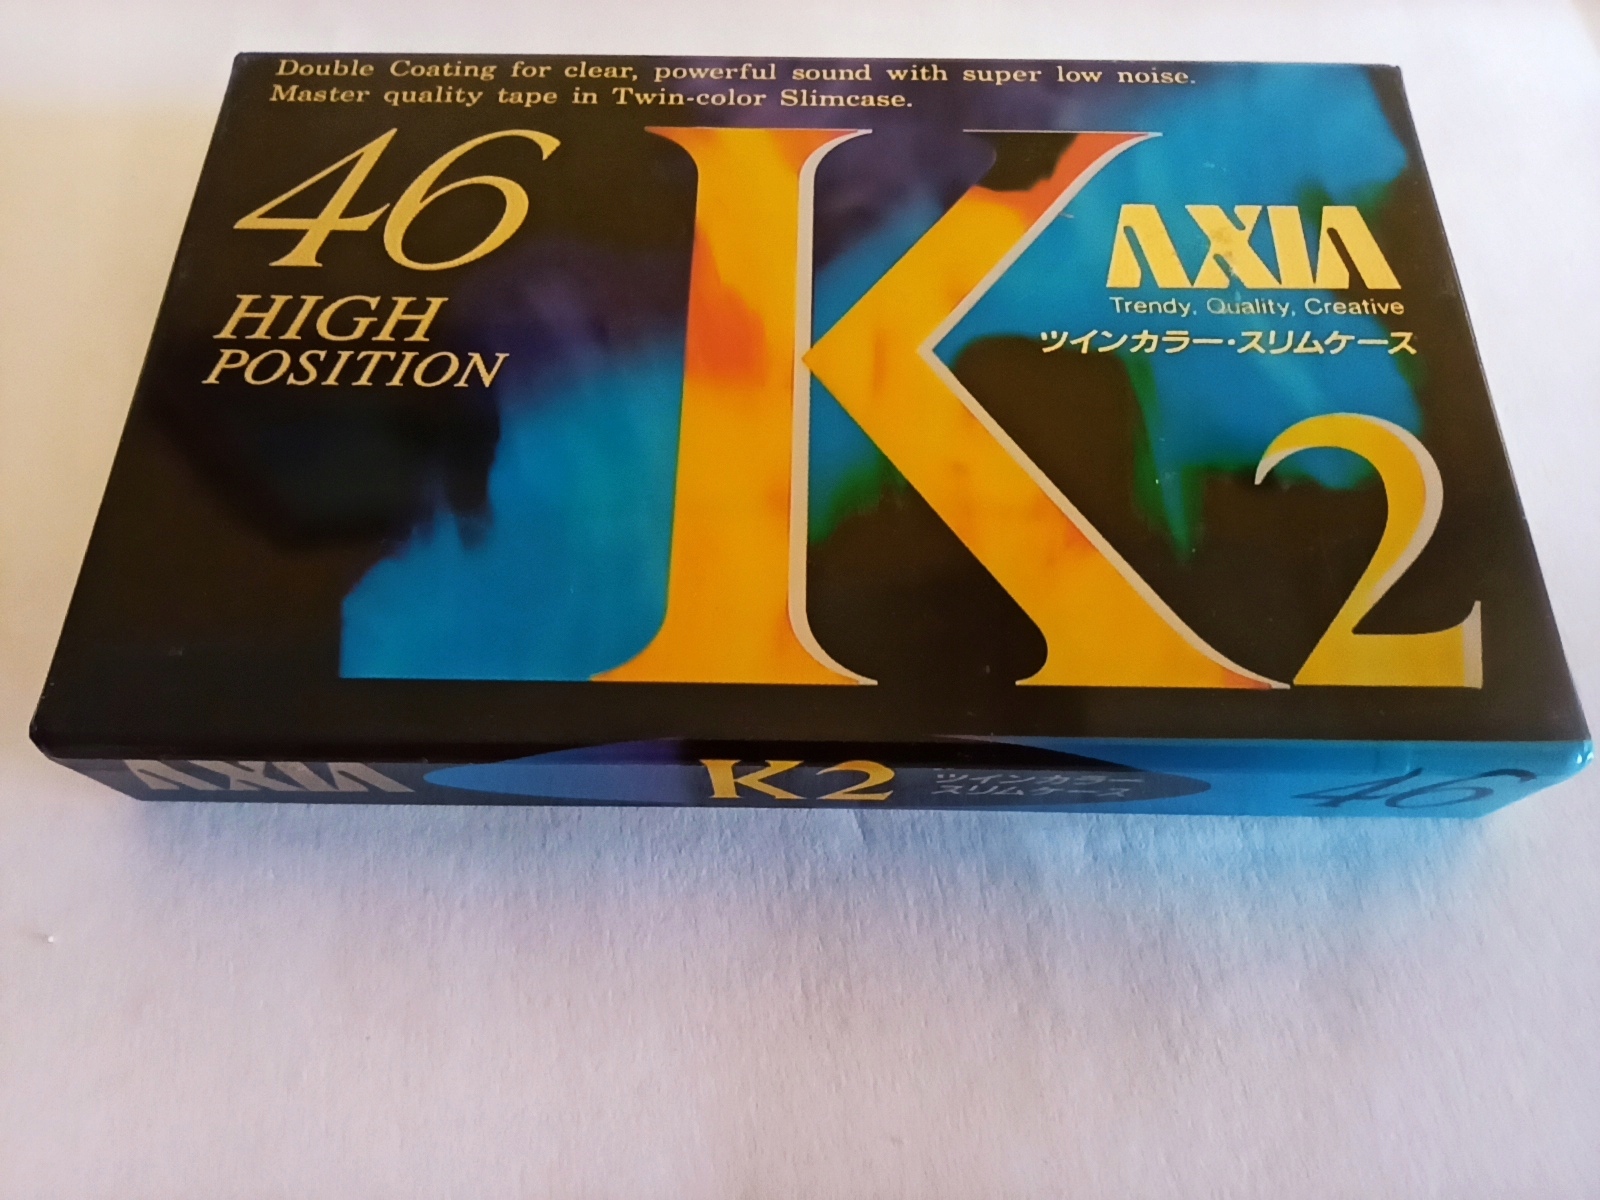 Double Coating for clear, powerful sound with super low noise.
Master quality tape in Twin-color Slimcase.
46
HIGH
POSITION
K2
AXIA
Trendy, Quality, Creative
ツインカラー・スリムケース
AXIA
K2
ツインカラー
スリムケース
46